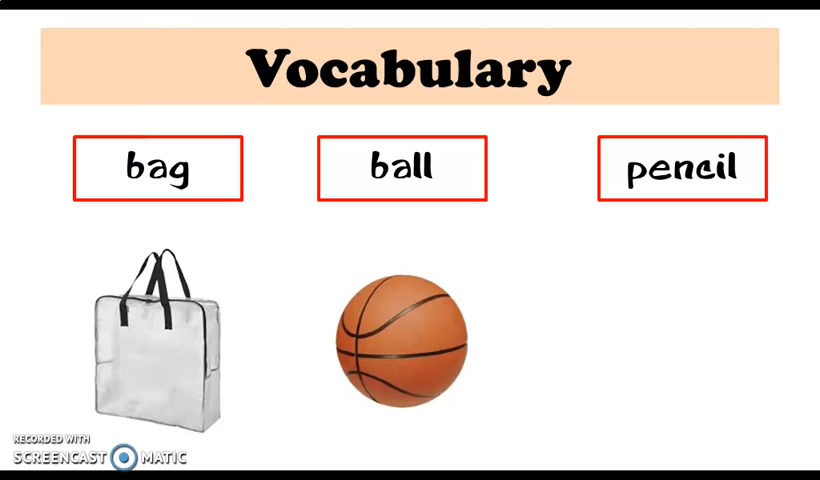 Vocabulary
bag
ball
pencil
RECORDED WITH
SCREENCAST MATIC